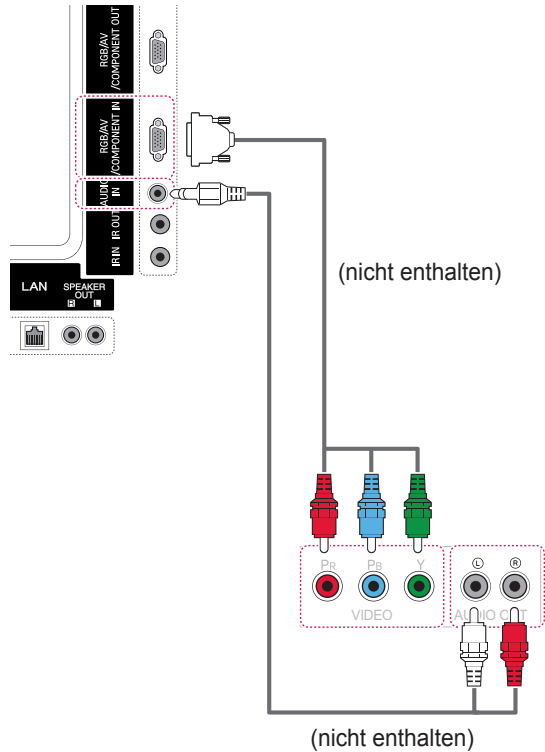 RGB/AV
/COMPONENT OUT
RGB/AV
/COMPONENT IN
AUDIO
IN
IR OUT
IR IN
LAN
SPEAKER
OUT
R L
(nicht enthalten)
PR PB Y
VIDEO
L R
AUDIO OUT
(nicht enthalten)